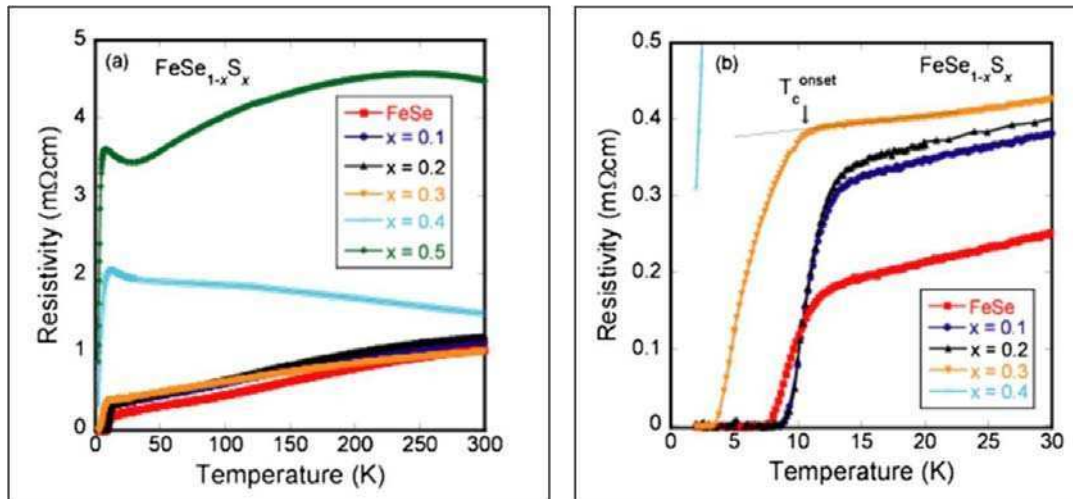 (a)
FeSe1-xSx
FeSe
x = 0.1
x = 0.2
x = 0.3
x = 0.4
x = 0.5
5
4
3
2
1
0
0 50 100 150 200 250 300
Resistivity (mΩcm)
Temperature (K)
(b)
FeSe1-xSx
Tc onset
FeSe
x = 0.1
x = 0.2
x = 0.3
x = 0.4
0.5
0.4
0.3
0.2
0.1
0
0 5 10 15 20 25 30
Resistivity (mΩcm)
Temperature (K)